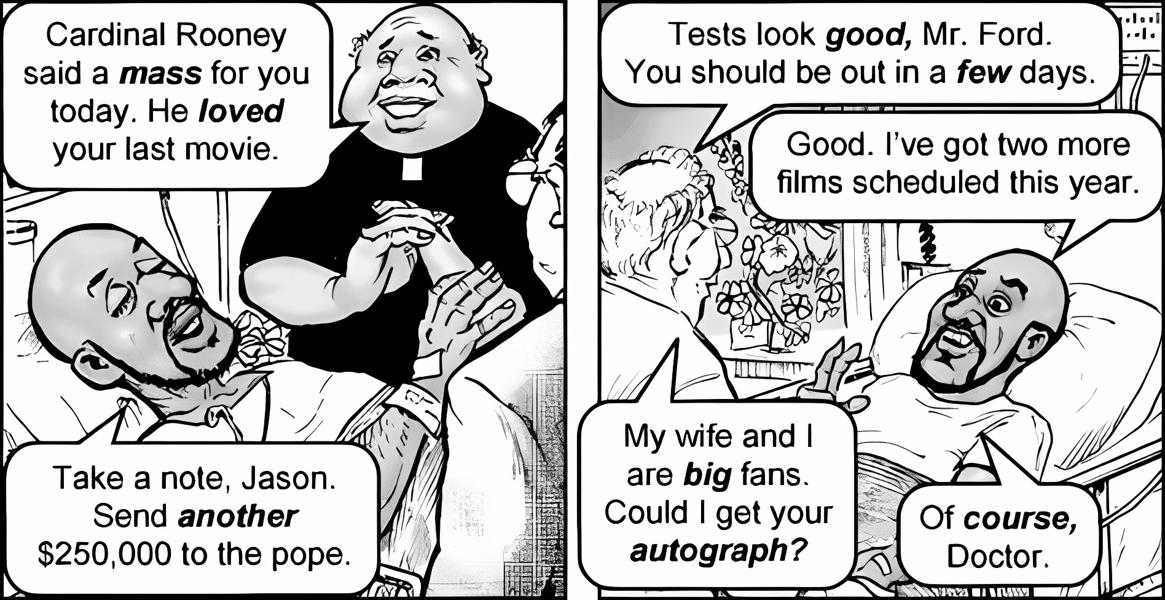 Cardinal Rooney
said a mass for you
today. He loved
your last movie.
Take a note, Jason.
Send another
$250,000 to the pope.
Tests look good, Mr. Ford.
You should be out in a few days.
Good. I've got two more
films scheduled this year.
My wife and I
are big fans.
Could I get your
autograph?
Of course,
Doctor.